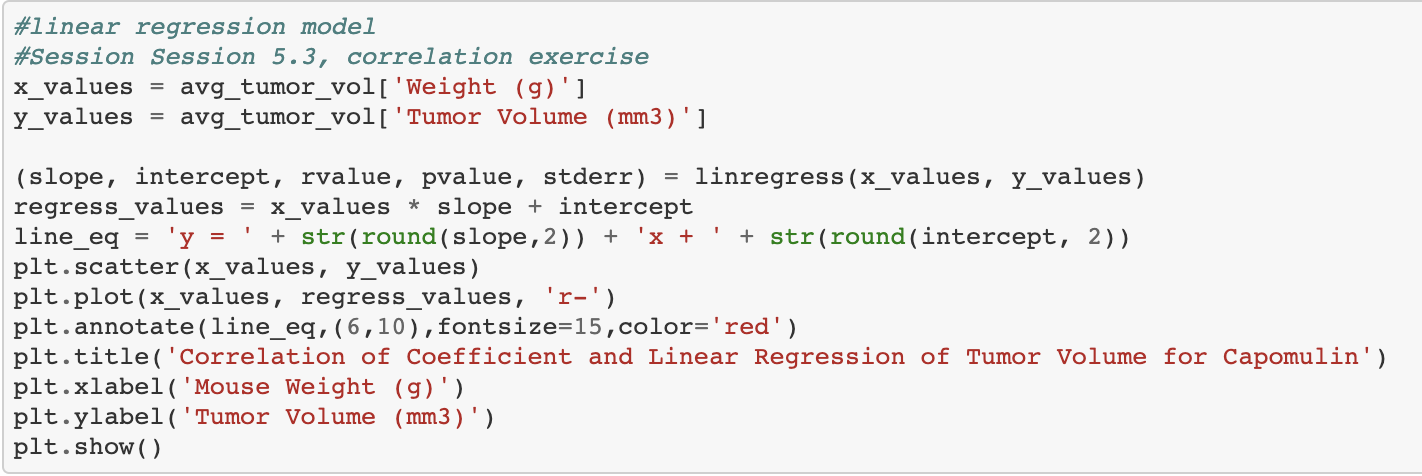 #linear regression model
#Session Session 5.3, correlation exercise
x_values = avg_tumor_vol['Weight (g)']
y_values = avg_tumor_vol['Tumor Volume (mm3)']
(slope, intercept, rvalue, pvalue, stderr) = linregress(x_values, y_values)
regress_values = x_values * slope + intercept
line_eq = 'y = ' + str(round(slope,2)) + 'x + ' + str(round(intercept, 2))
plt.scatter(x_values, y_values)
plt.plot(x_values, regress_values, 'r-')
plt.annotate(line_eq,(6,10),fontsize=15,color='red')
plt.title('Correlation of Coefficient and Linear Regression of Tumor Volume for Capomulin')
plt.xlabel('Mouse Weight (g)')
plt.ylabel('Tumor Volume (mm3)')
plt.show()